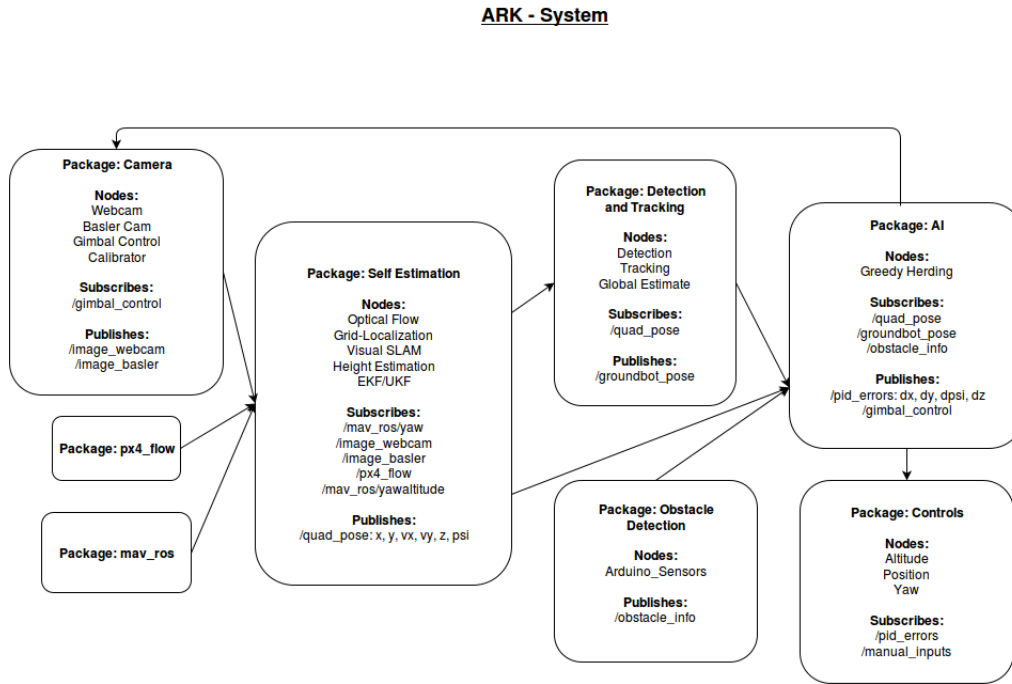 ARK - System
Package: Camera
Nodes:
Webcam
Basler Cam
Gimbal Control
Calibrator
Subscribes:
/gimbal_control
Publishes:
/image_webcam
/image_basler
Package: px4_flow
Package: mav_ros
Package: Self Estimation
Nodes:
Optical Flow
Grid-Localization
Visual SLAM
Height Estimation
EKF/UKF
Subscribes:
/mav_ros/yaw
/image_webcam
/image_basler
/px4_flow
/mav_ros/yawaltitude
Publishes:
/quad_pose: x, y, vx, vy, z, psi
Package: Detection
and Tracking
Nodes:
Detection
Tracking
Global Estimate
Subscribes:
/quad_pose
Publishes:
/groundbot_pose
Package: Obstacle
Detection
Nodes:
Arduino_Sensors
Publishes:
/obstacle_info
Package: AI
Nodes:
Greedy Herding
Subscribes:
/quad_pose
/groundbot_pose
/obstacle_info
Publishes:
/pid_errors: dx, dy, dpsi, dz
/gimbal_control
Package: Controls
Nodes:
Altitude
Position
Yaw
Subscribes:
/pid_errors
/manual_inputs